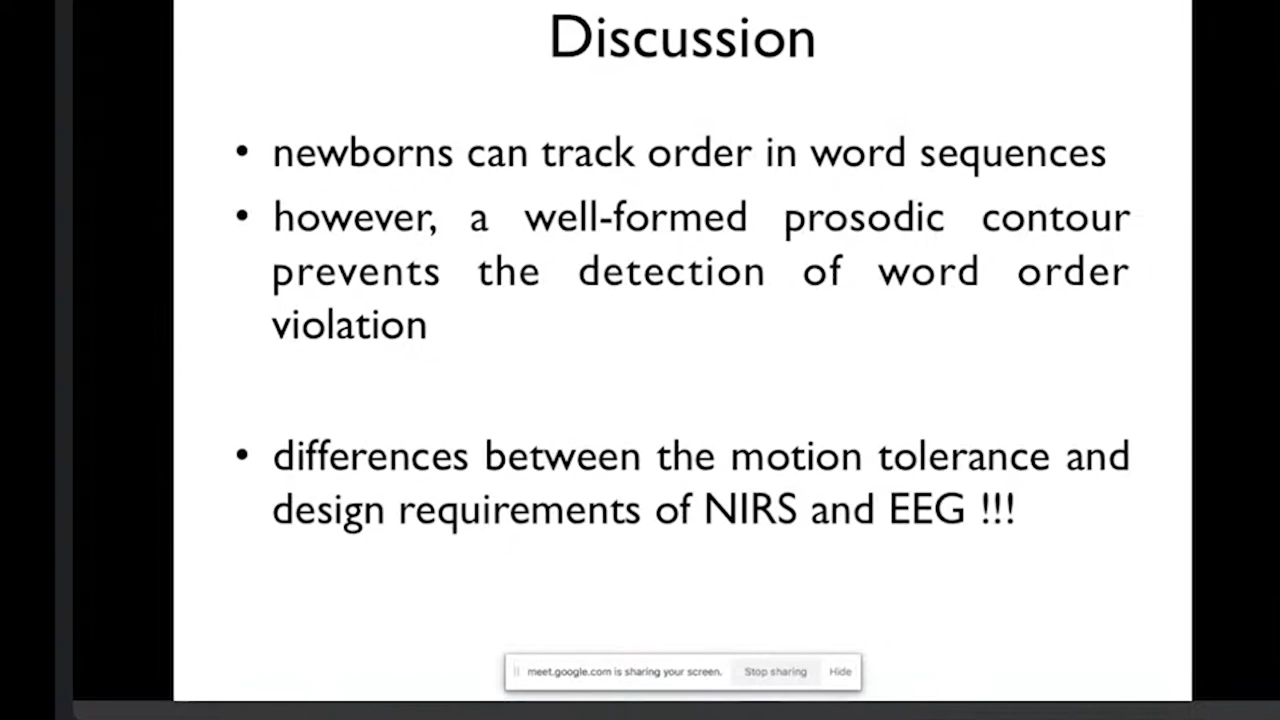 Discussion
• newborns can track order in word sequences
• however, a well-formed prosodic contour
prevents the detection of word order
violation
• differences between the motion tolerance and
design requirements of NIRS and EEG !!!
meet.google.com is sharing your screen. Stop sharing Hide